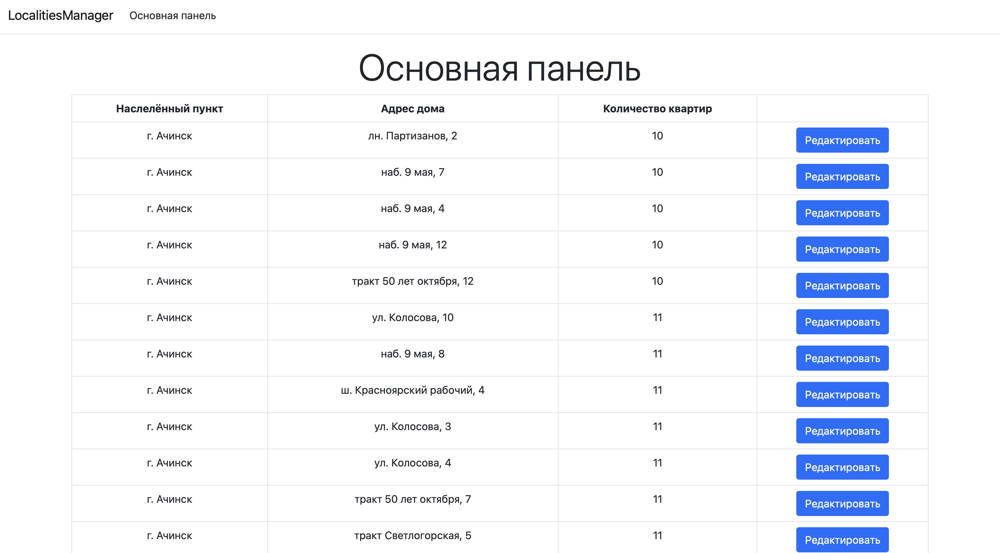 LocalitiesManager Основная панель
Основная панель
Наслелённый пункт Адрес дома Количество квартир
г. Ачинск лн. Партизанов, 2 10 Редактировать
г. Ачинск наб. 9 мая, 7 10 Редактировать
г. Ачинск наб. 9 мая, 4 10 Редактировать
г. Ачинск наб. 9 мая, 12 10 Редактировать
г. Ачинск тракт 50 лет октября, 12 10 Редактировать
г. Ачинск ул. Колосова, 10 11 Редактировать
г. Ачинск наб. 9 мая, 8 11 Редактировать
г. Ачинск ш. Красноярский рабочий, 4 11 Редактировать
г. Ачинск ул. Колосова, 3 11 Редактировать
г. Ачинск ул. Колосова, 4 11 Редактировать
г. Ачинск тракт 50 лет октября, 7 11 Редактировать
г. Ачинск тракт Светлогорская, 5 11 Редактировать